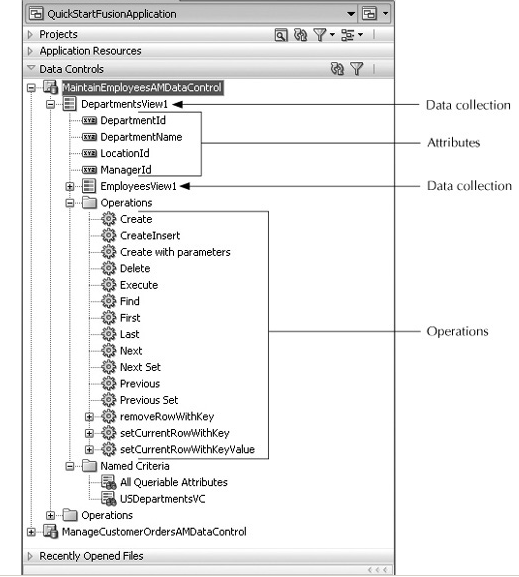 QuickStartFusionApplication
Projects
Application Resources
Data Controls
MaintainEmployeesAMDataControl
DepartmentsView1 Data collection
DepartmentId
DepartmentName
Attributes
LocationId
ManagerId
EmployeesView1 Data collection
Operations
Create
CreateInsert
Create with parameters
Delete
Execute
Find
First
Last Operations
Next
Next Set
Previous
Previous Set
removeRowWithKey
setCurrentRowWithKey
setCurrentRowWithKeyValue
Named Criteria
All Queriable Attributes
USDepartmentsVC
Operations
ManageCustomerOrdersAMDataControl
Recently Opened Files